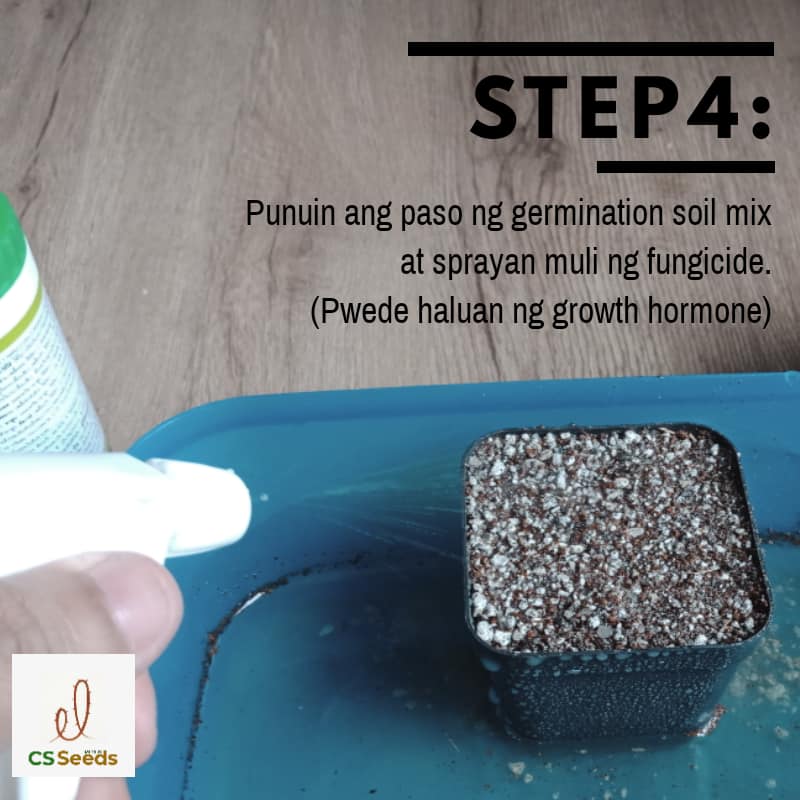 STEP4:
Punuin ang paso ng germination soil mix
at sprayan muli ng fungicide.
(Pwede haluan ng growth hormone)
CS Seeds